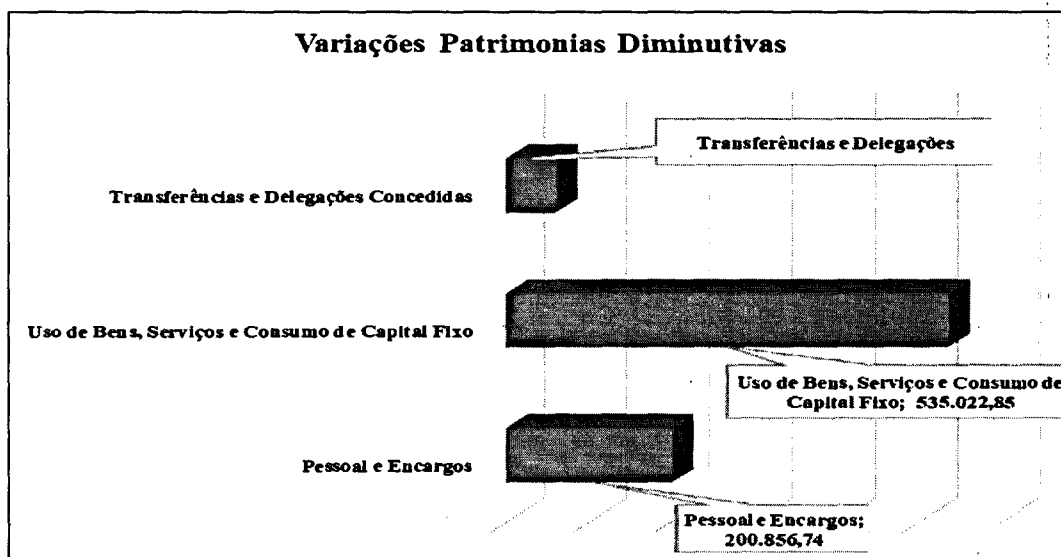 Variações Patrimonias Diminutivas
Transferências e Delegações
Transferências e Delegações Concedidas
Uso de Bens, Serviços e Consumo de Capital Fixo
Uso de Bens, Serviços e Consumo de
Capital Fixo; 535.022,85
Pessoal e Encargos
Pessoal e Encargos;
200.856,74